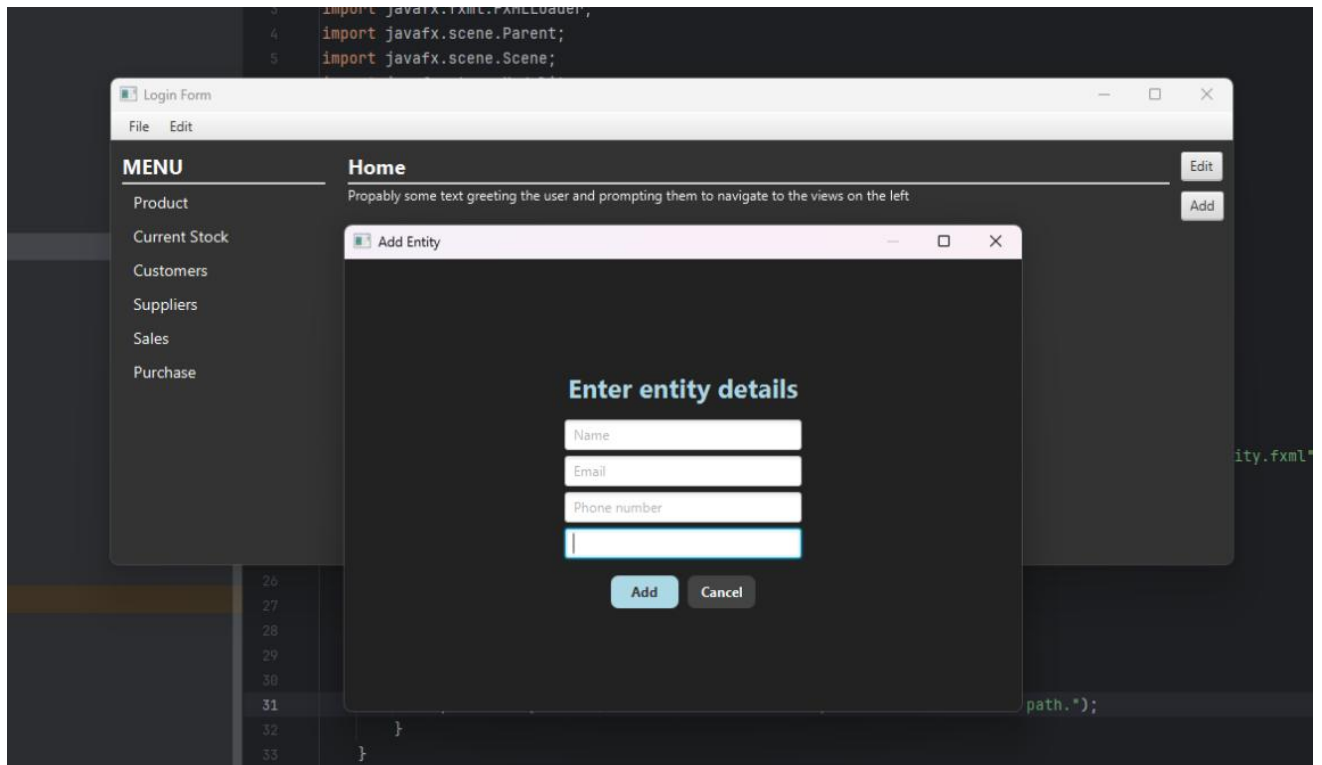 3 import javafx.fxml.FXMLLoader;
4 import javafx.scene.Parent;
5 import javafx.scene.Scene;
Login Form
File Edit
MENU
Product
Current Stock
Customers
Suppliers
Sales
Purchase
Home
Propably some text greeting the user and prompting them to navigate to the views on the left
Edit
Add
Add Entity
Enter entity details
Name
Email
Phone number
Add Cancel
ity.fxml"
26
27
28
29
30
31 path.");
32 }
33 }